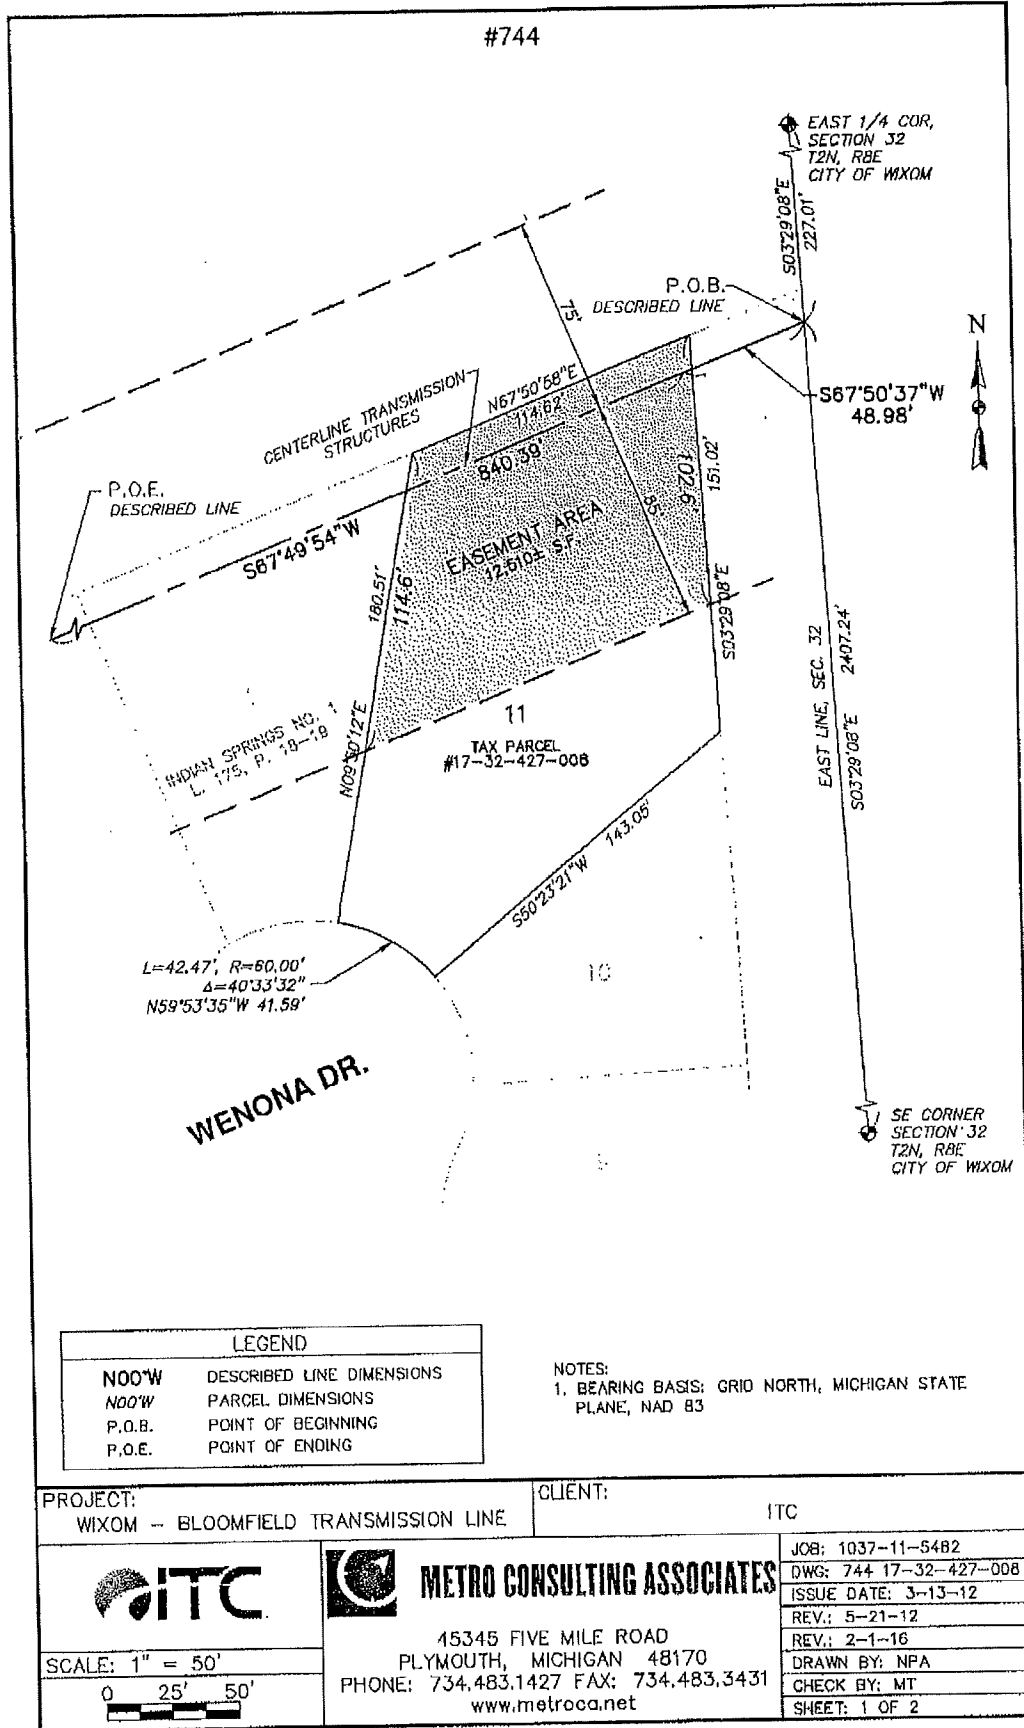 #744
EAST 1/4 COR,
SECTION 32
T2N, R8E
CITY OF WIXOM
S03°29'08"E
227.01'
P.O.B.
DESCRIBED LINE
N
75'
S67°50'37"W
48.98'
N67°50'58"E
114.62'
CENTERLINE TRANSMISSION
STRUCTURES
840.39'
P.O.E.
DESCRIBED LINE
S67°49'54"W
102.6'
151.02'
85'
EASEMENT AREA
12,610± S.F.
180.51'
114.6'
S03°29'08"E
EAST LINE, SEC. 32
S03°29'08"E 2407.24'
INDIAN SPRINGS NO. 1
L. 175, P. 18-19
N09°50'12"E
11
TAX PARCEL
#17-32-427-008
S50°23'21"W 143.05'
L=42.47', R=60.00'
Δ=40°33'32"
N59°53'35"W 41.59'
10
WENONA DR.
SE CORNER
SECTION 32
T2N, R8E
CITY OF WIXOM
LEGEND
N00°W DESCRIBED LINE DIMENSIONS
N00°W PARCEL DIMENSIONS
P.O.B. POINT OF BEGINNING
P.O.E. POINT OF ENDING
NOTES:
1. BEARING BASIS: GRID NORTH, MICHIGAN STATE
PLANE, NAD 83
PROJECT:
WIXOM - BLOOMFIELD TRANSMISSION LINE
CLIENT:
ITC
ITC
SCALE: 1" = 50'
0 25' 50'
METRO CONSULTING ASSOCIATES
45345 FIVE MILE ROAD
PLYMOUTH, MICHIGAN 48170
PHONE: 734.483.1427 FAX: 734.483.3431
www.metroca.net
JOB: 1037-11-5482
DWG: 744 17-32-427-008
ISSUE DATE: 3-13-12
REV.: 5-21-12
REV.: 2-1-16
DRAWN BY: NPA
CHECK BY: MT
SHEET: 1 OF 2